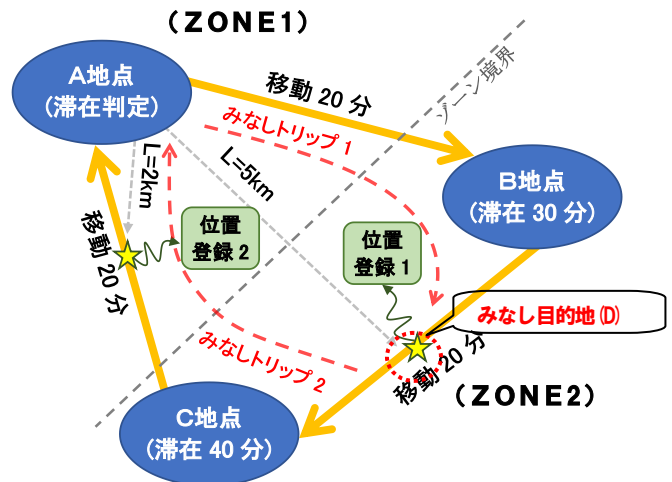 （ZONE1）
A地点
（滞在判定）
移動 20 分
ゾーン境界
みなしトリップ 1
L=2km
L=5km
B地点
（滞在 30 分）
位置
登録 2
位置
登録 1
移動 20 分
みなし目的地(D)
みなしトリップ 2
移動 20 分
（ZONE2）
C地点
（滞在 40 分）